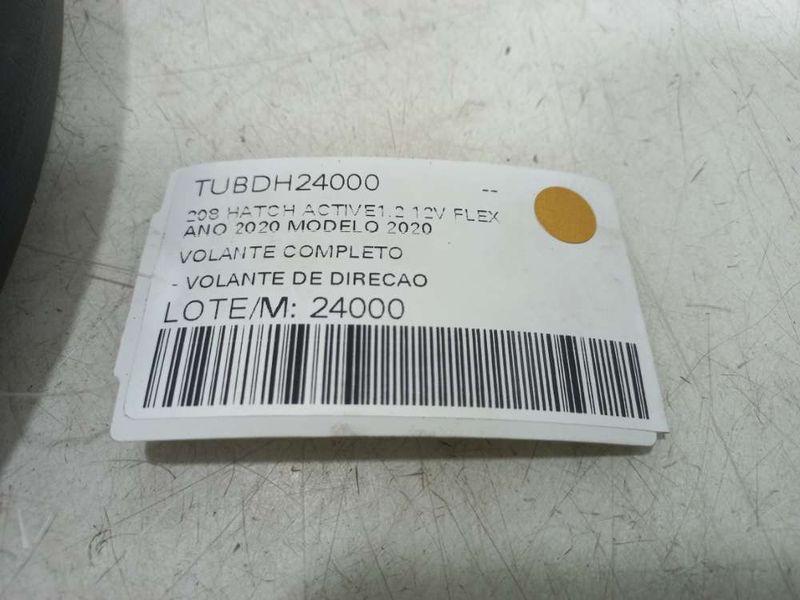 TUBDH24000 --
208 HATCH ACTIVE1.2 12V FLEX
ANO 2020 MODELO 2020
VOLANTE COMPLETO
- VOLANTE DE DIRECAO
LOTE/M: 24000